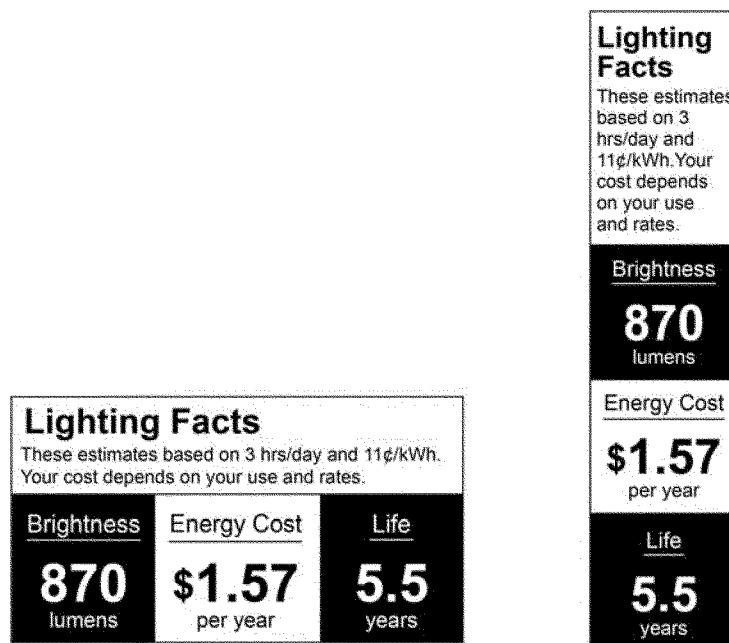 Lighting Facts
These estimates based on 3 hrs/day and 11¢/kWh.
Your cost depends on your use and rates.
Brightness
870
lumens
Energy Cost
$1.57
per year
Life
5.5
years
Lighting
Facts
These estimates
based on 3
hrs/day and
11¢/kWh.Your
cost depends
on your use
and rates.
Brightness
870
lumens
Energy Cost
$1.57
per year
Life
5.5
years